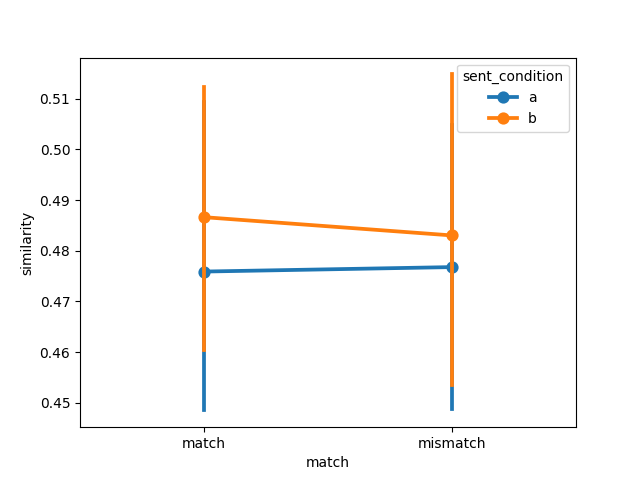 sent_condition
a
b
0.51
0.50
0.49
0.48
0.47
0.46
0.45
similarity
match
mismatch
match